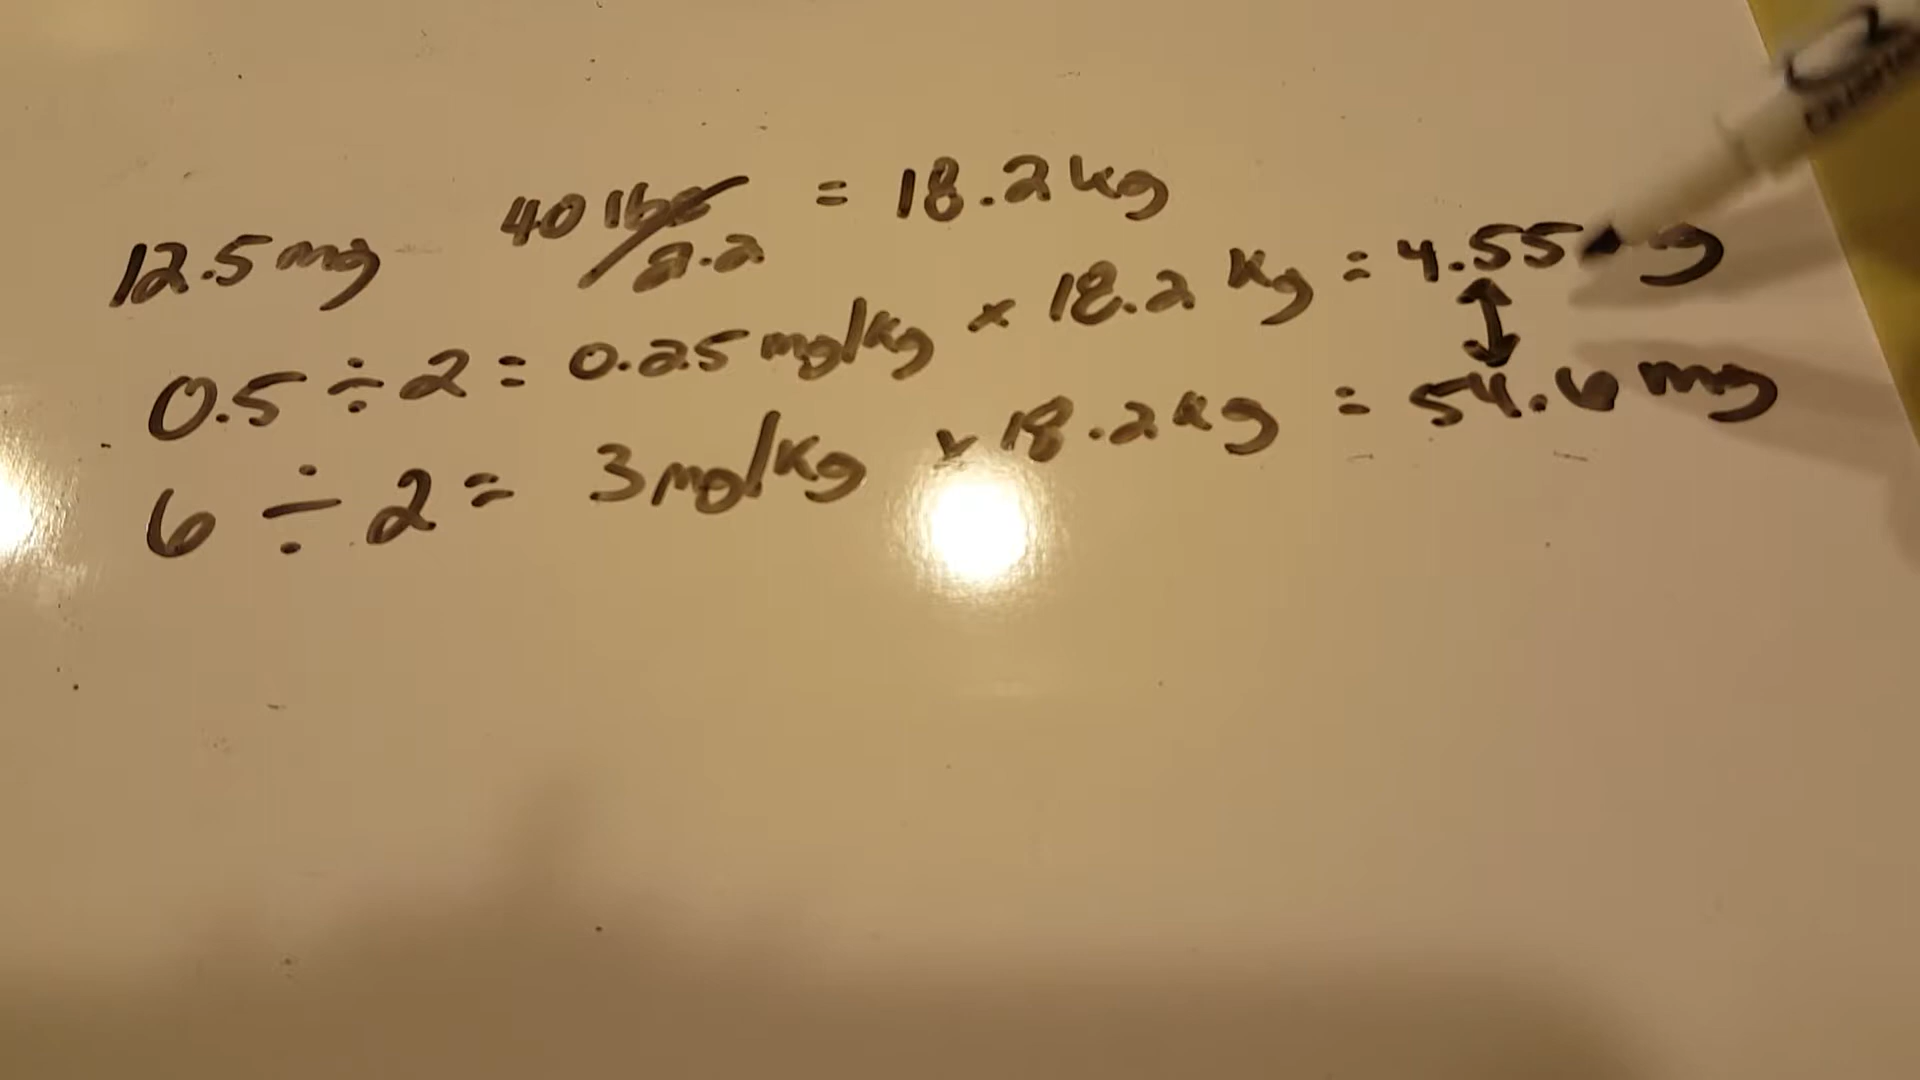 12.5 mg 40 lbs/2.2 = 18.2 kg
0.5 ÷ 2 = 0.25 mg/kg × 18.2 kg = 4.55 mg
6 ÷ 2 = 3 mg/kg × 18.2 kg = 54.6 mg